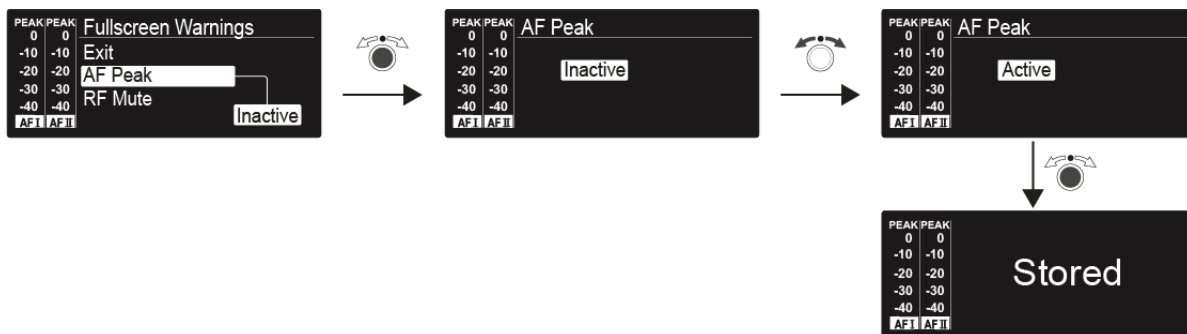 PEAK PEAK
0 0
-10 -10
-20 -20
-30 -30
-40 -40
AF I AF II
Fullscreen Warnings
Exit
AF Peak
RF Mute
Inactive
PEAK PEAK
0 0
-10 -10
-20 -20
-30 -30
-40 -40
AF I AF II
AF Peak
Inactive
PEAK PEAK
0 0
-10 -10
-20 -20
-30 -30
-40 -40
AF I AF II
AF Peak
Active
PEAK PEAK
0 0
-10 -10
-20 -20
-30 -30
-40 -40
AF I AF II
Stored